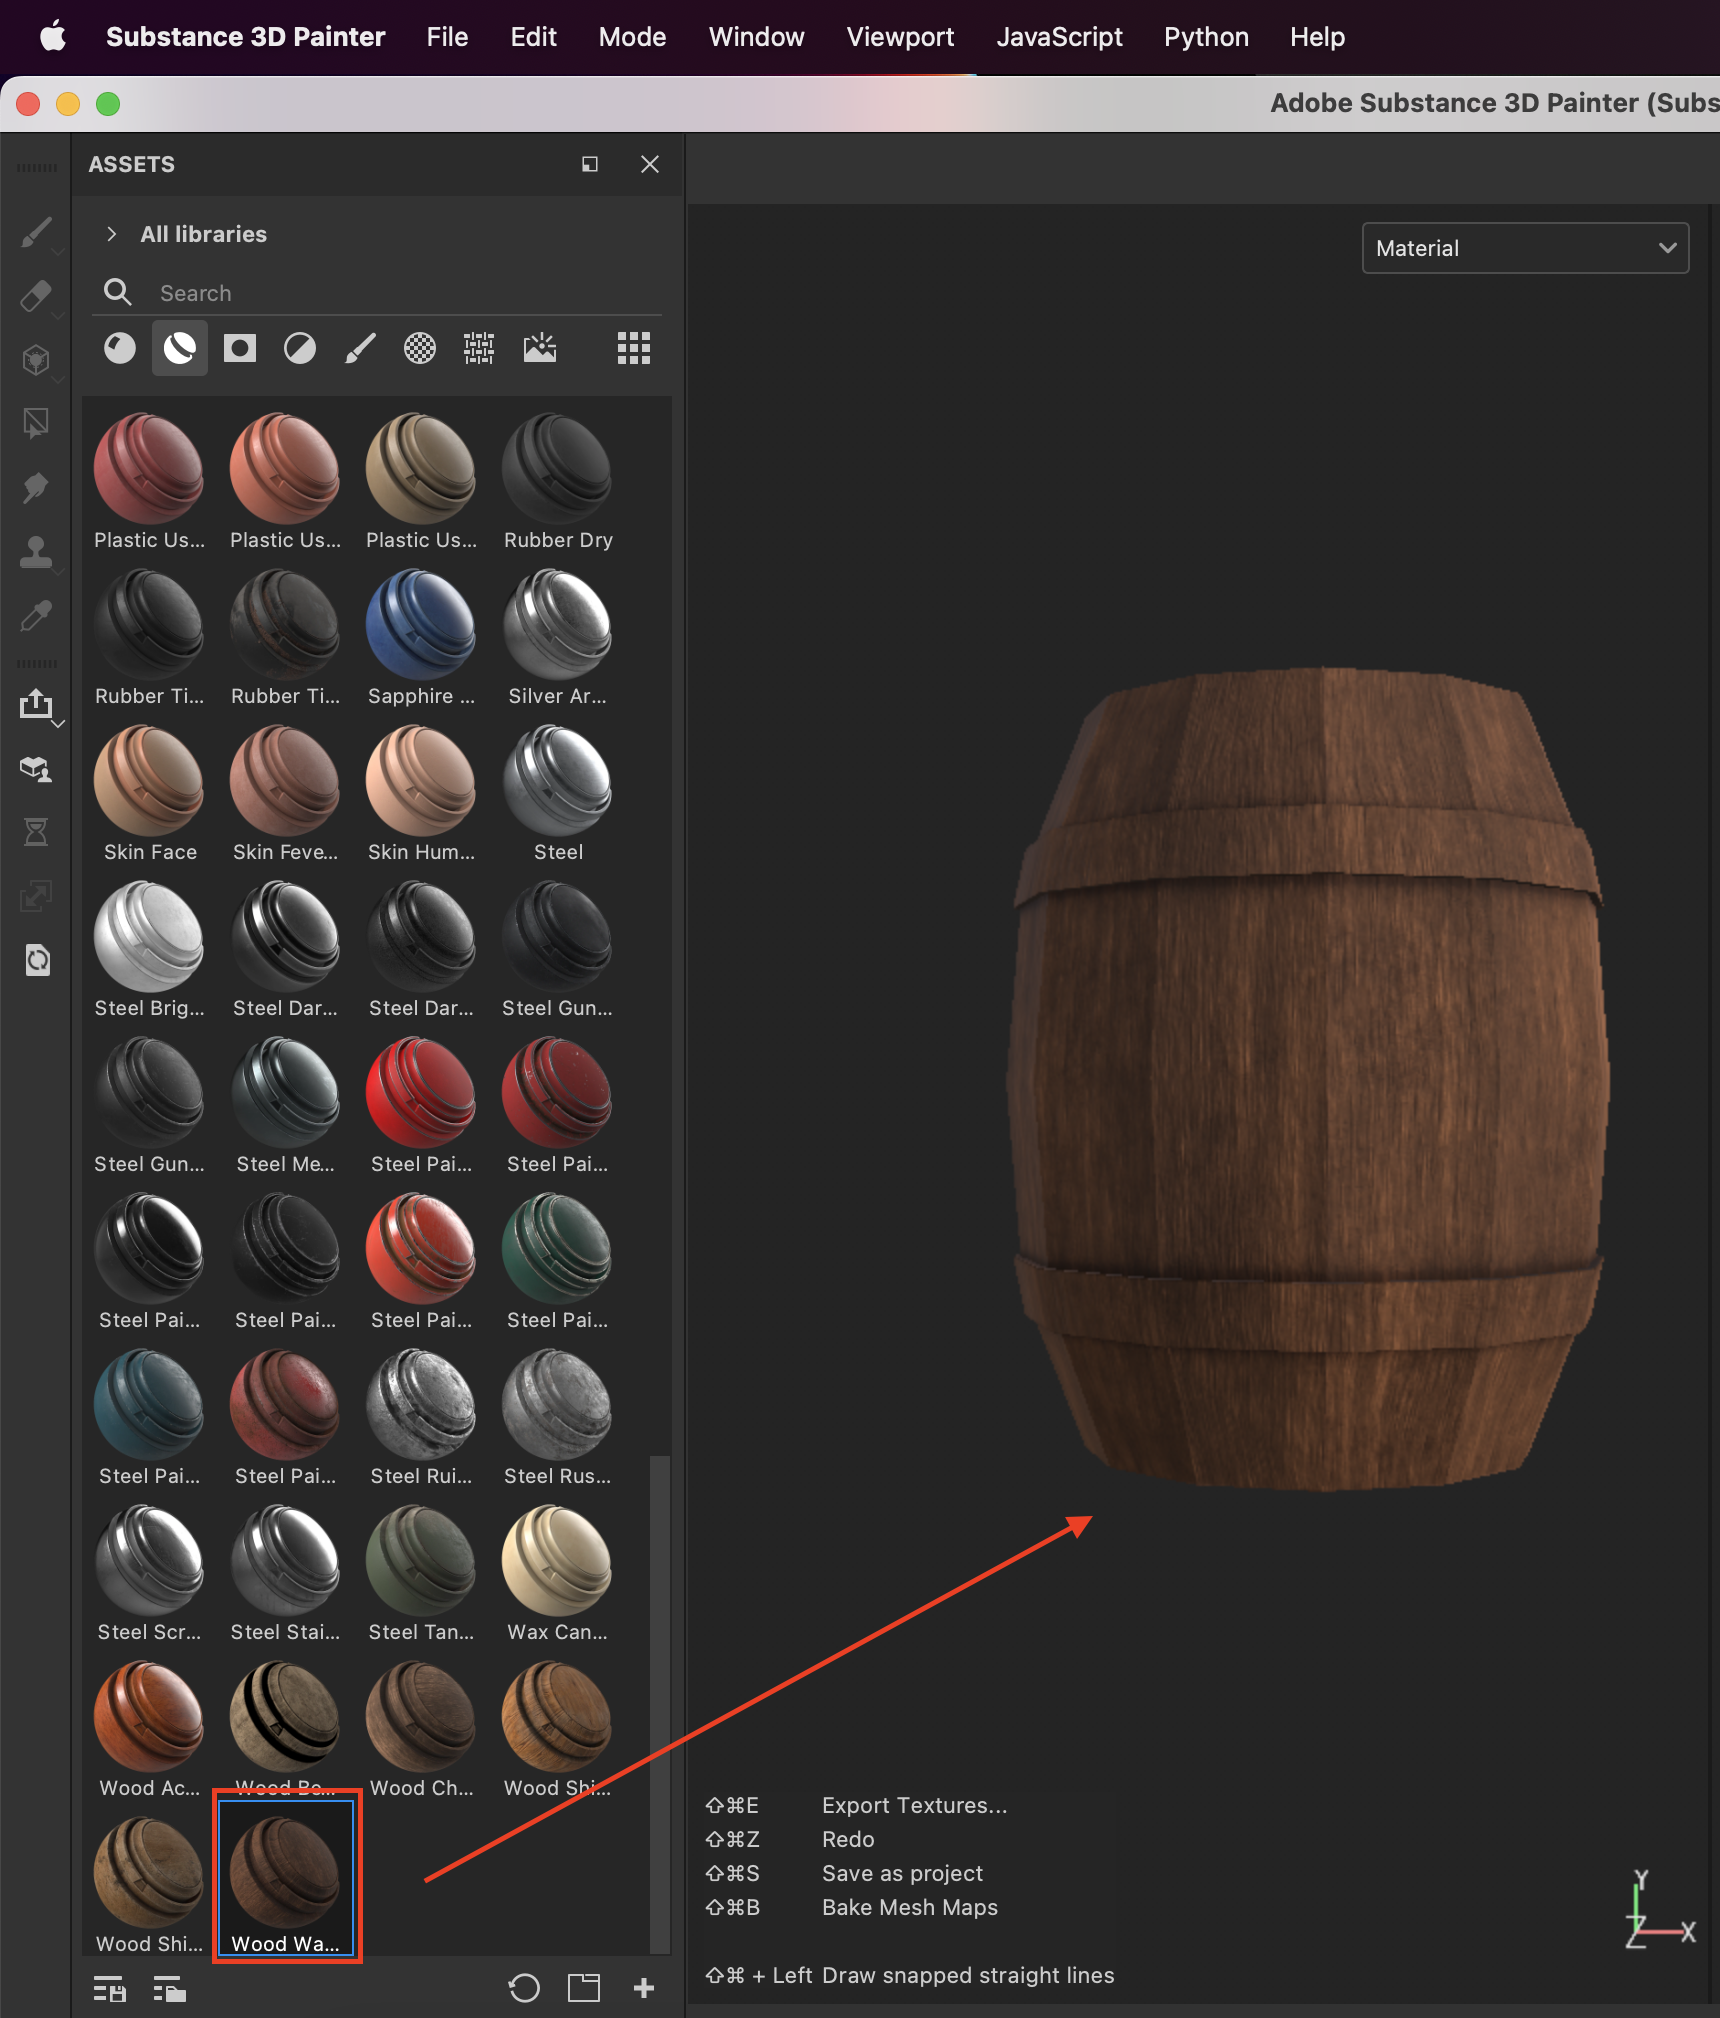 Substance 3D Painter File Edit Mode Window Viewport JavaScript Python Help
Adobe Substance 3D Painter (Subs
ASSETS
All libraries
Search
Material
Plastic Us... Plastic Us... Plastic Us... Rubber Dry
Rubber Ti... Rubber Ti... Sapphire ... Silver Ar...
Skin Face Skin Feve... Skin Hum... Steel
Steel Brig... Steel Dar... Steel Dar... Steel Gun...
Steel Gun... Steel Me... Steel Pai... Steel Pai...
Steel Pai... Steel Pai... Steel Pai... Steel Pai...
Steel Pai... Steel Pai... Steel Rui... Steel Rus...
Steel Scr... Steel Stai... Steel Tan... Wax Can...
Wood Ac... Wood Be... Wood Ch... Wood Shi...
Wood Shi... Wood Wa...
⇧⌘E Export Textures...
⇧⌘Z Redo
⇧⌘S Save as project
⇧⌘B Bake Mesh Maps
⇧⌘ + Left Draw snapped straight lines
Y
Z X